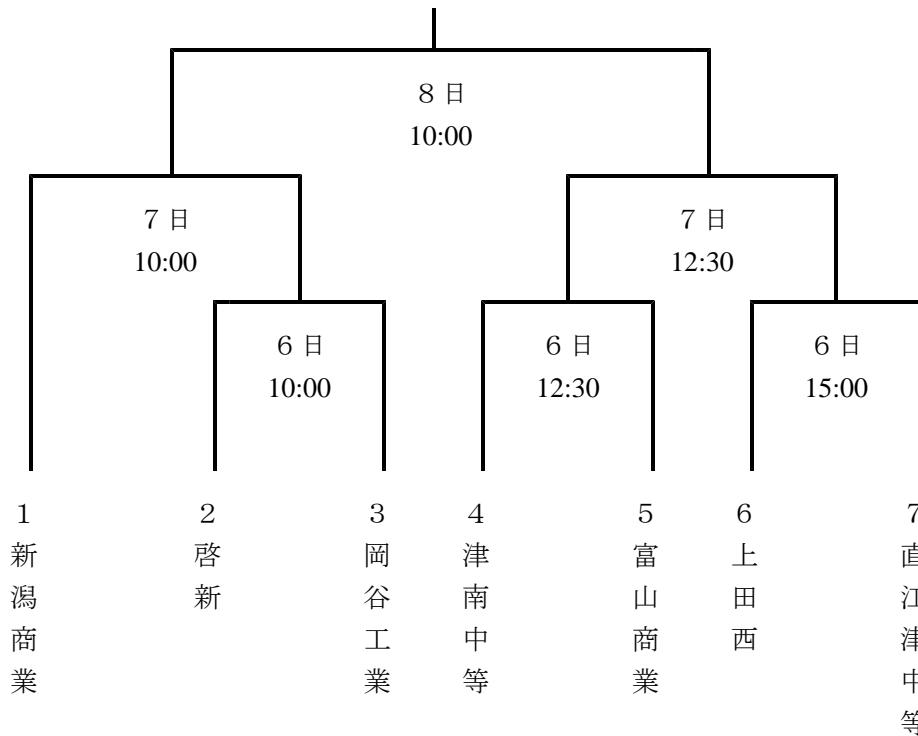 ８日
10:00
７日
10:00
７日
12:30
６日
10:00
６日
12:30
６日
15:00
１新潟商業
２啓新
３岡谷工業
４津南中等
５富山商業
６上田西
７直江津中等